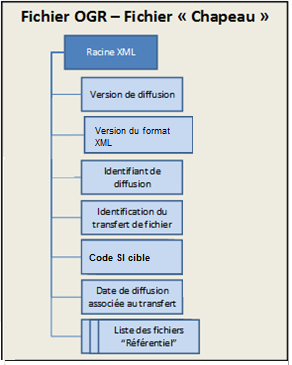 Fichier OGR – Fichier « Chapeau »
Racine XML
Version de diffusion
Version du format
XML
Identifiant de
diffusion
Identification du
transfert de fichier
Code SI cible
Date de diffusion
associée au transfert
Liste des fichiers
"Référentiel"